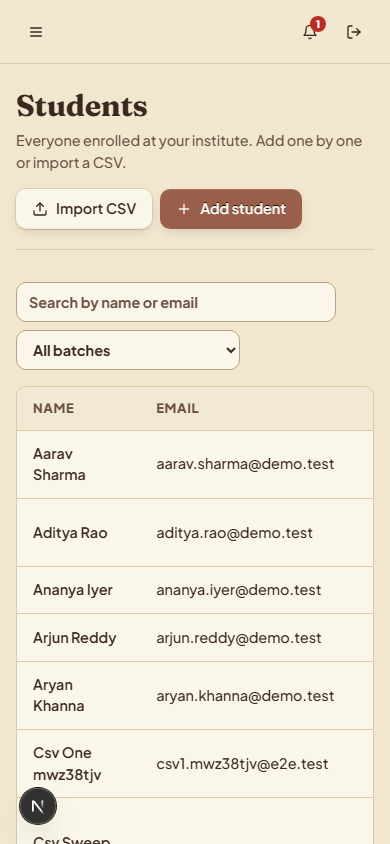 1
Students
Everyone enrolled at your institute. Add one by one
or import a CSV.
Import CSV
Add student
Search by name or email
All batches
NAME EMAIL
Aarav
Sharma
aarav.sharma@demo.test
Aditya Rao aditya.rao@demo.test
Ananya Iyer ananya.iyer@demo.test
Arjun Reddy arjun.reddy@demo.test
Aryan
Khanna
aryan.khanna@demo.test
Csv One
mwz38tjv
csv1.mwz38tjv@e2e.test
N
Csv Sweep